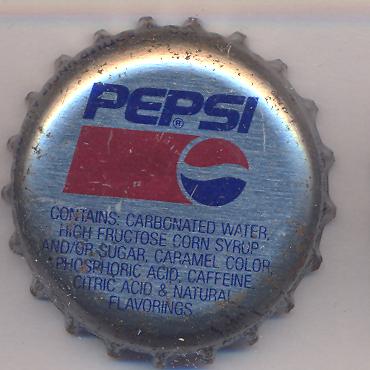 PEPSI
®
CONTAINS: CARBONATED WATER,
HIGH FRUCTOSE CORN SYRUP
AND/OR SUGAR, CARAMEL COLOR,
PHOSPHORIC ACID, CAFFEINE,
CITRIC ACID & NATURAL
FLAVORINGS